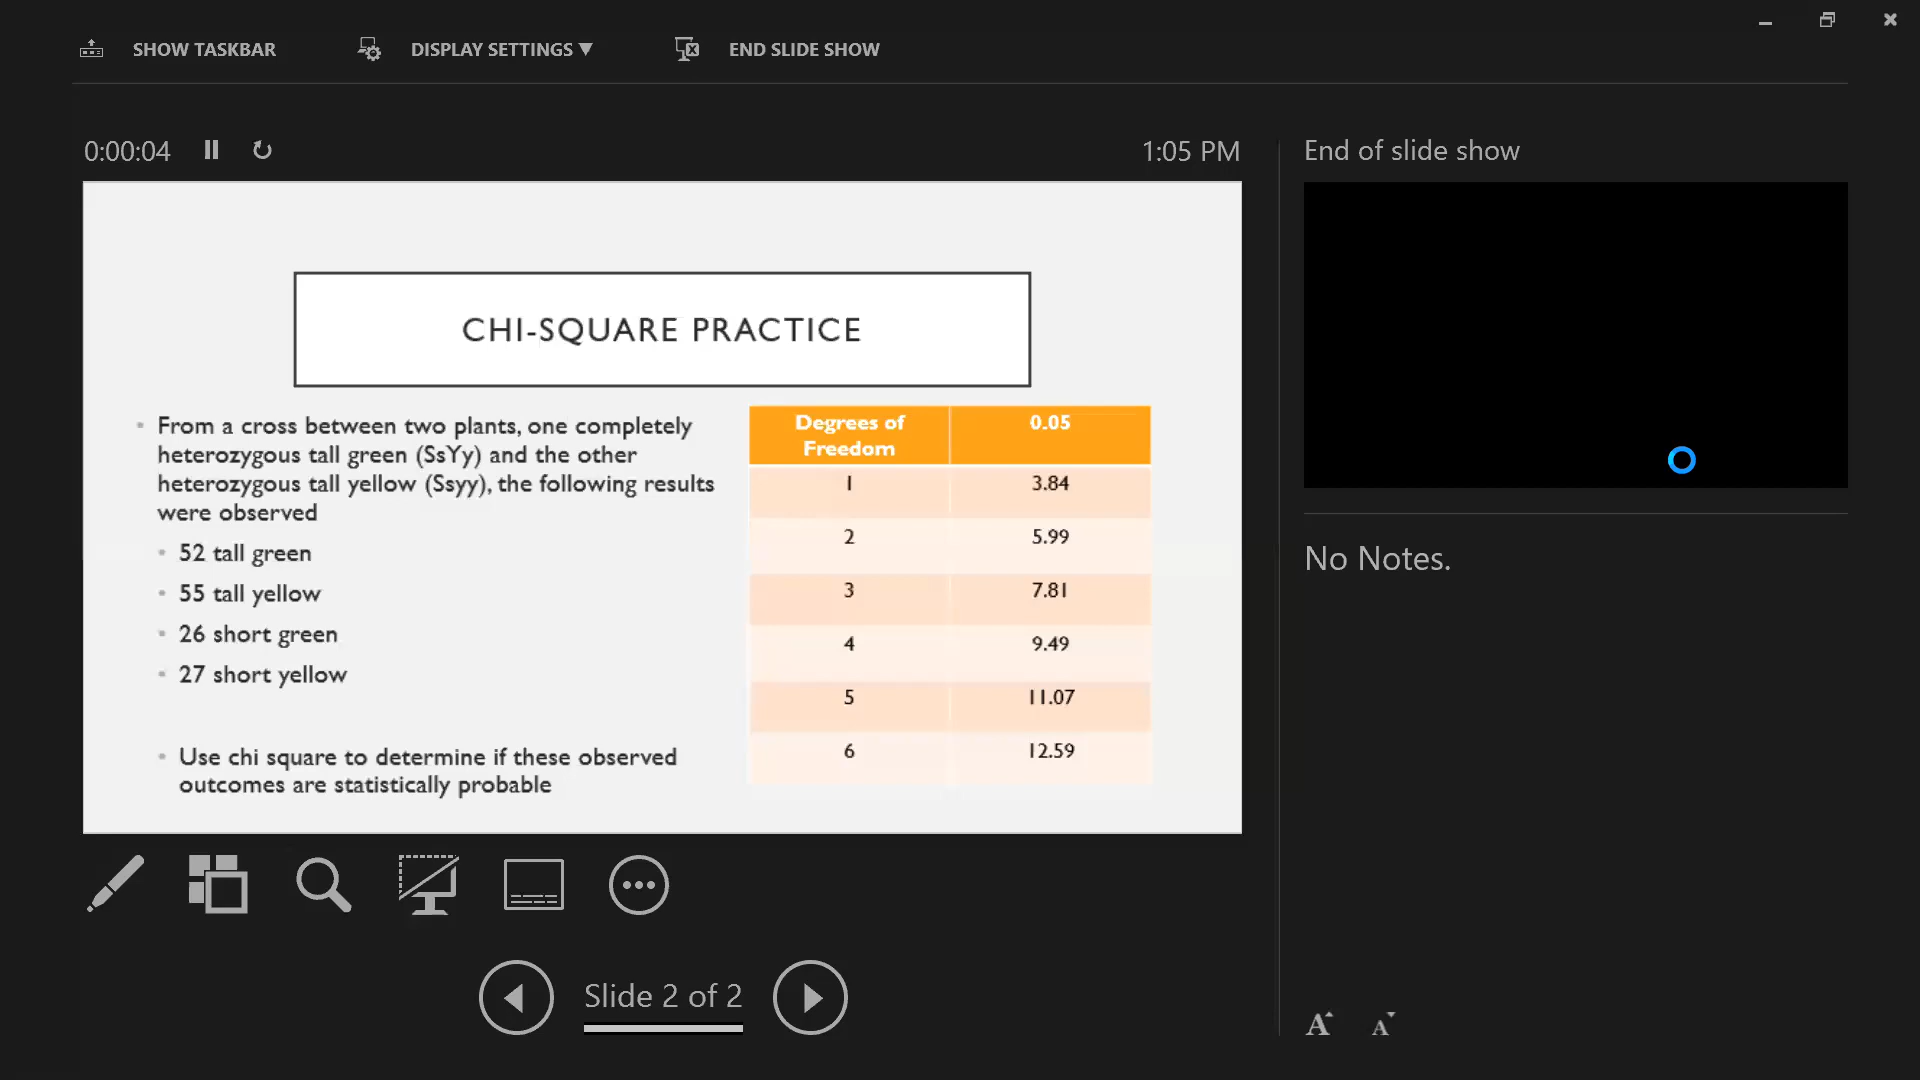 SHOW TASKBAR
DISPLAY SETTINGS ▼
END SLIDE SHOW
0:00:04
1:05 PM
CHI-SQUARE PRACTICE
From a cross between two plants, one completely
heterozygous tall green (SsYy) and the other
heterozygous tall yellow (Ssyy), the following results
were observed
52 tall green
55 tall yellow
26 short green
27 short yellow
Use chi square to determine if these observed
outcomes are statistically probable
Degrees of
Freedom
0.05
1 3.84
2 5.99
3 7.81
4 9.49
5 11.07
6 12.59
Slide 2 of 2
End of slide show
No Notes.
A A